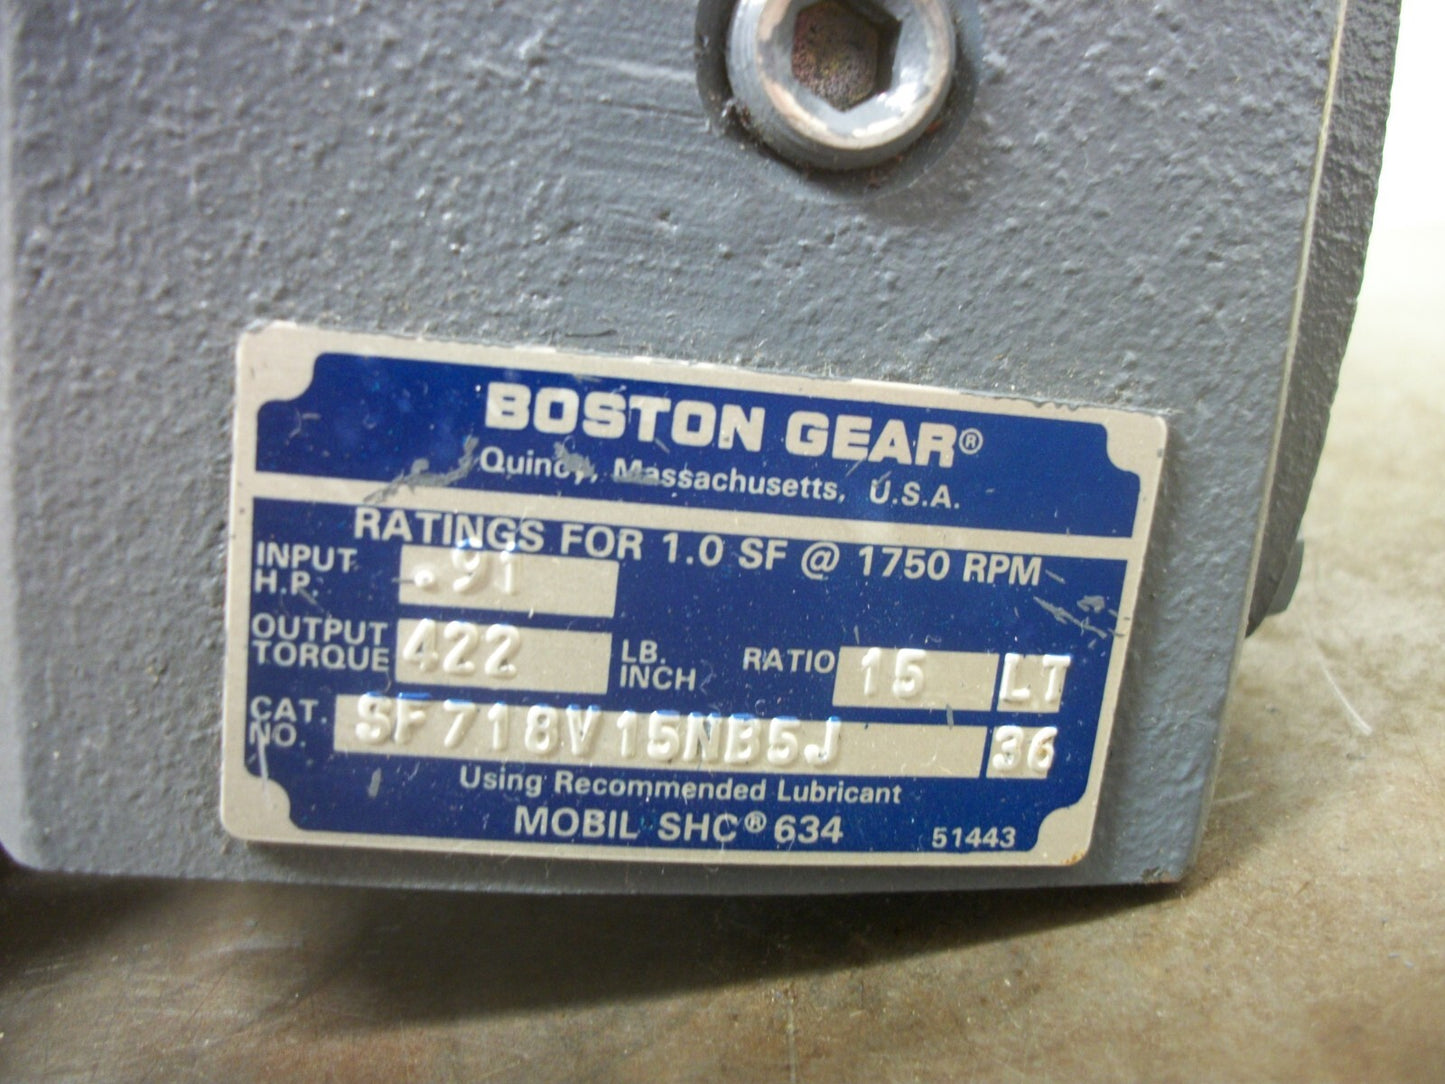 BOSTON GEAR®
Quincy, Massachusetts, U.S.A.
RATINGS FOR 1.0 SF @ 1750 RPM
INPUT H.P. .91
OUTPUT TORQUE 422 LB. INCH RATIO 15 LT
CAT. NO. SF718V15NB5J 36
Using Recommended Lubricant
MOBIL SHC® 634 51443